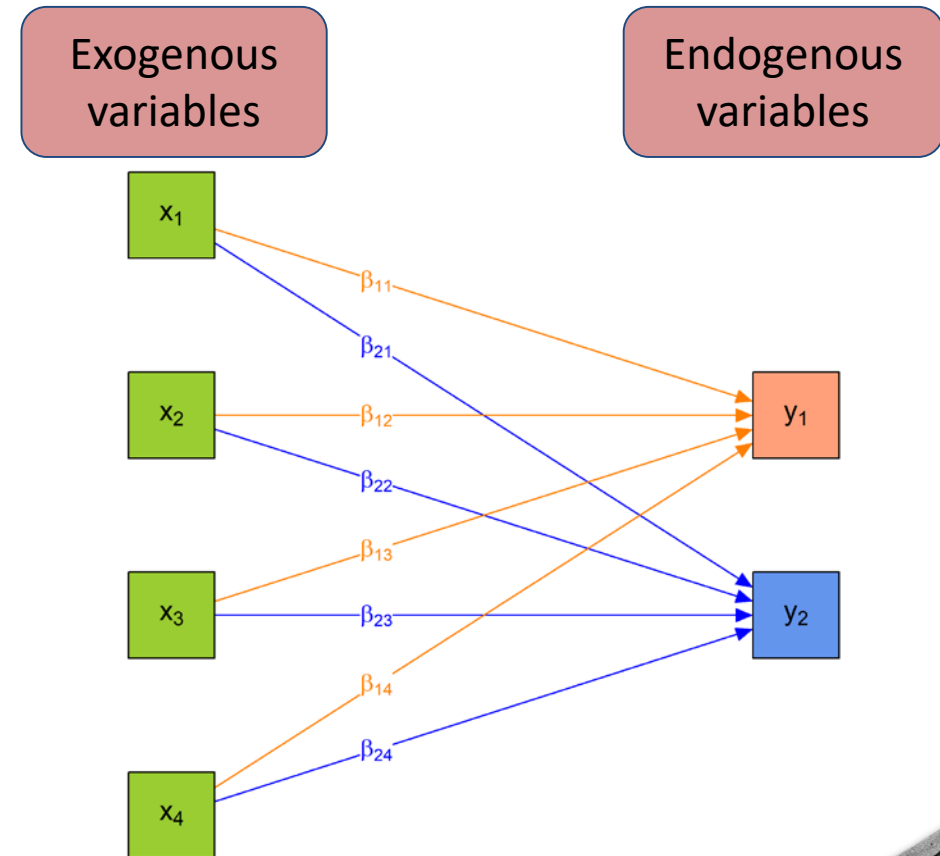 Exogenous
variables
Endogenous
variables
x₁
β₁₁
β₂₁
x₂
β₁₂
y₁
β₂₂
β₁₃
x₃
β₂₃
y₂
β₁₄
β₂₄
x₄